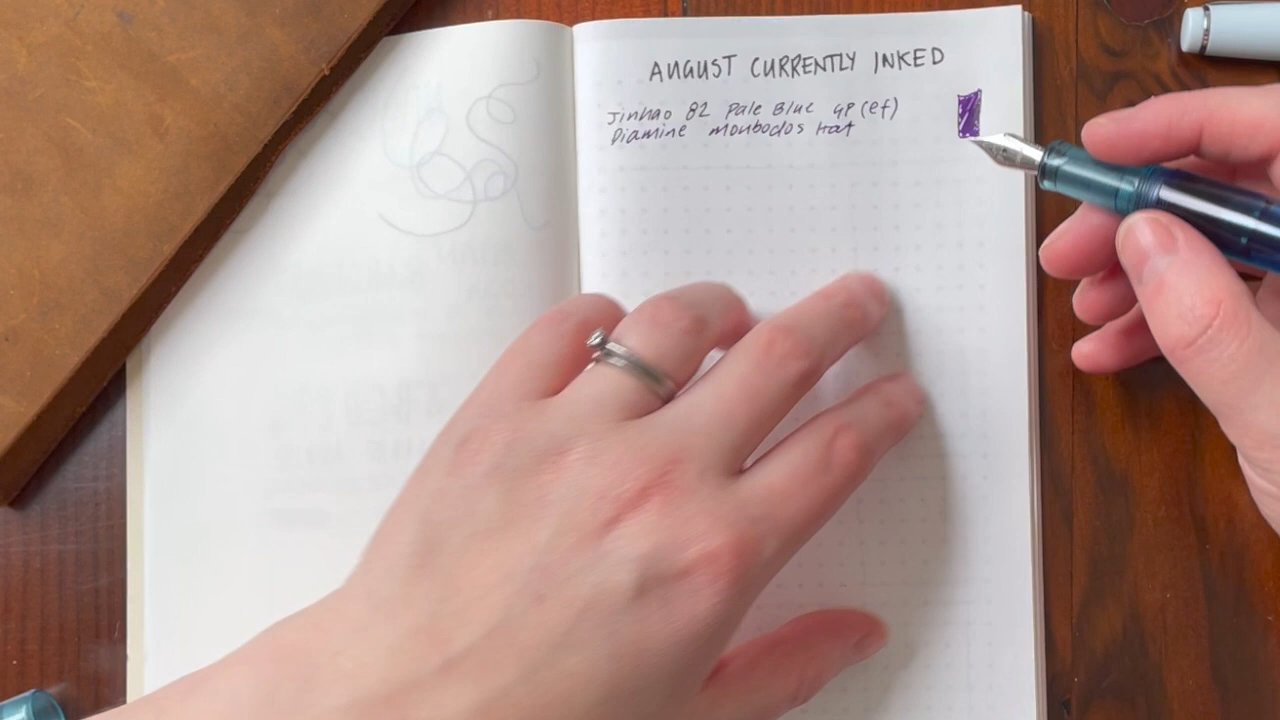 AUGUST CURRENTLY INKED
Jinhao 82 Pale Blue GP (ef)
Diamine monbodos Hat